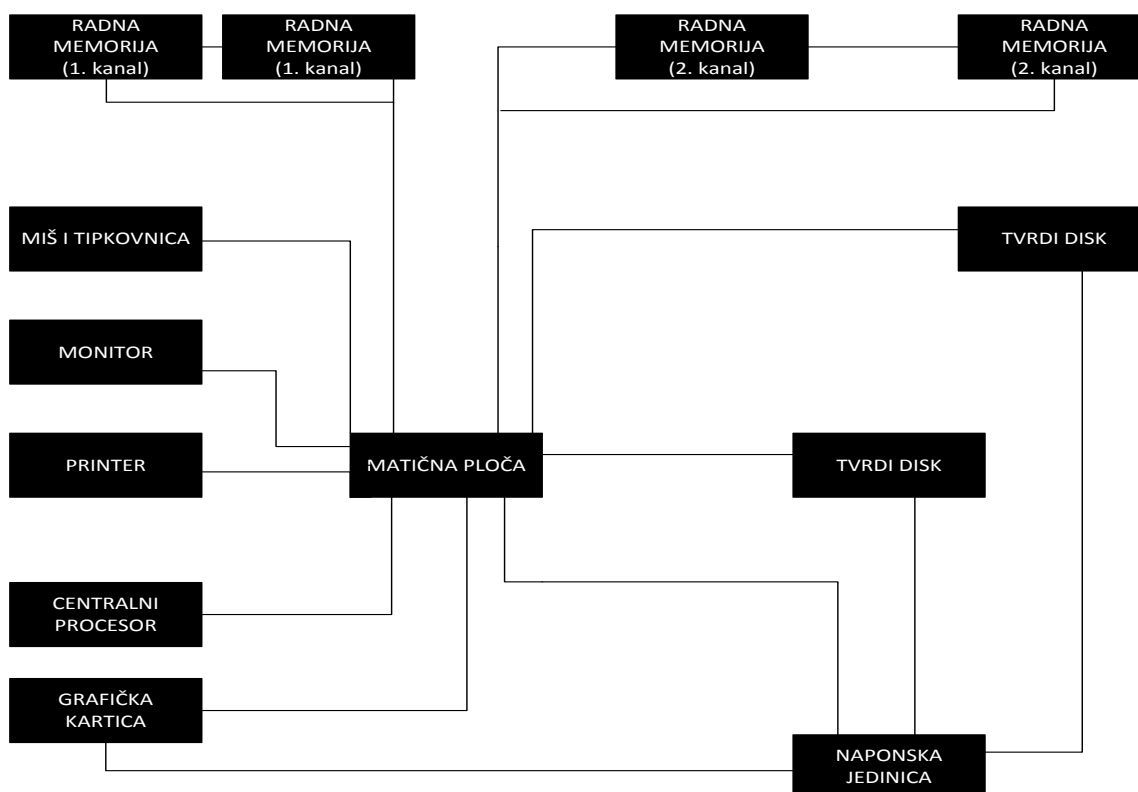 RADNA
MEMORIJA
(1. kanal)
RADNA
MEMORIJA
(1. kanal)
RADNA
MEMORIJA
(2. kanal)
RADNA
MEMORIJA
(2. kanal)
MIŠ I TIPKOVNICA
TVRDI DISK
MONITOR
PRINTER
MATIČNA PLOČA
TVRDI DISK
CENTRALNI
PROCESOR
GRAFIČKA
KARTICA
NAPONSKA
JEDINICA